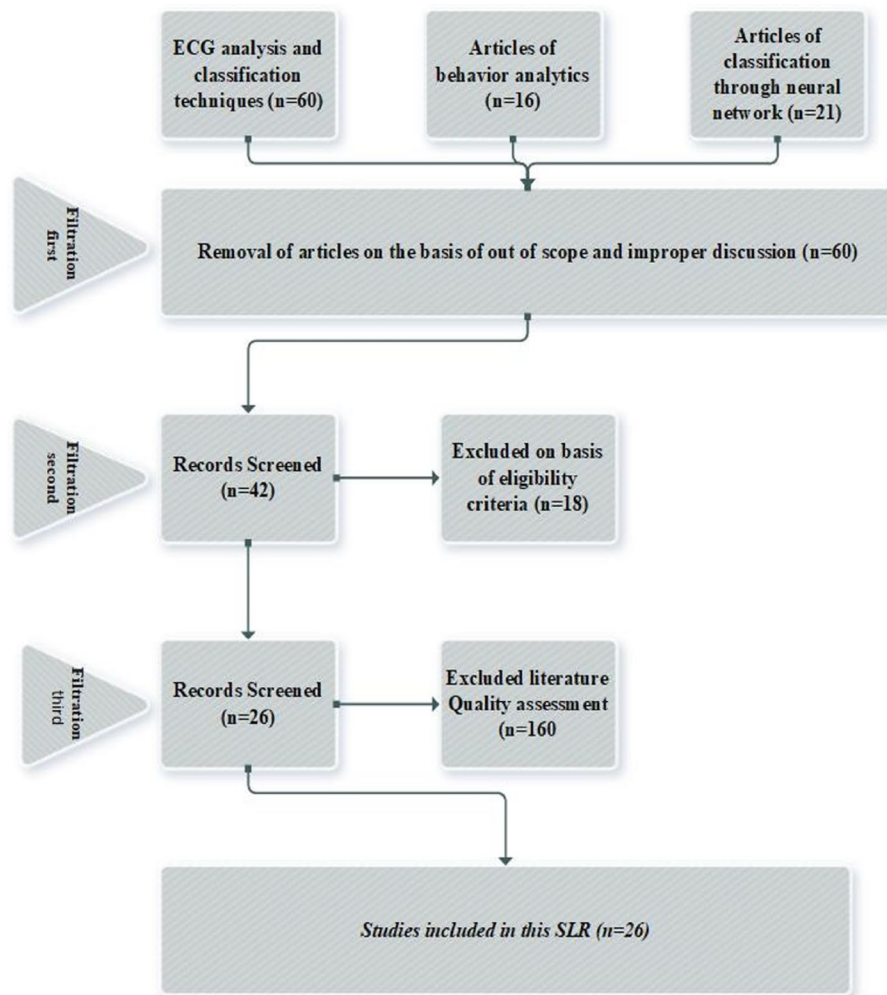 ECG analysis and
classification
techniques (n=60)
Articles of
behavior analytics
(n=16)
Articles of
classification
through neural
network (n=21)
Filtration
first
Removal of articles on the basis of out of scope and improper discussion (n=60)
Filtration
second
Records Screened
(n=42)
Excluded on basis
of eligibility
criteria (n=18)
Filtration
third
Records Screened
(n=26)
Excluded literature
Quality assessment
(n=160
Studies included in this SLR (n=26)